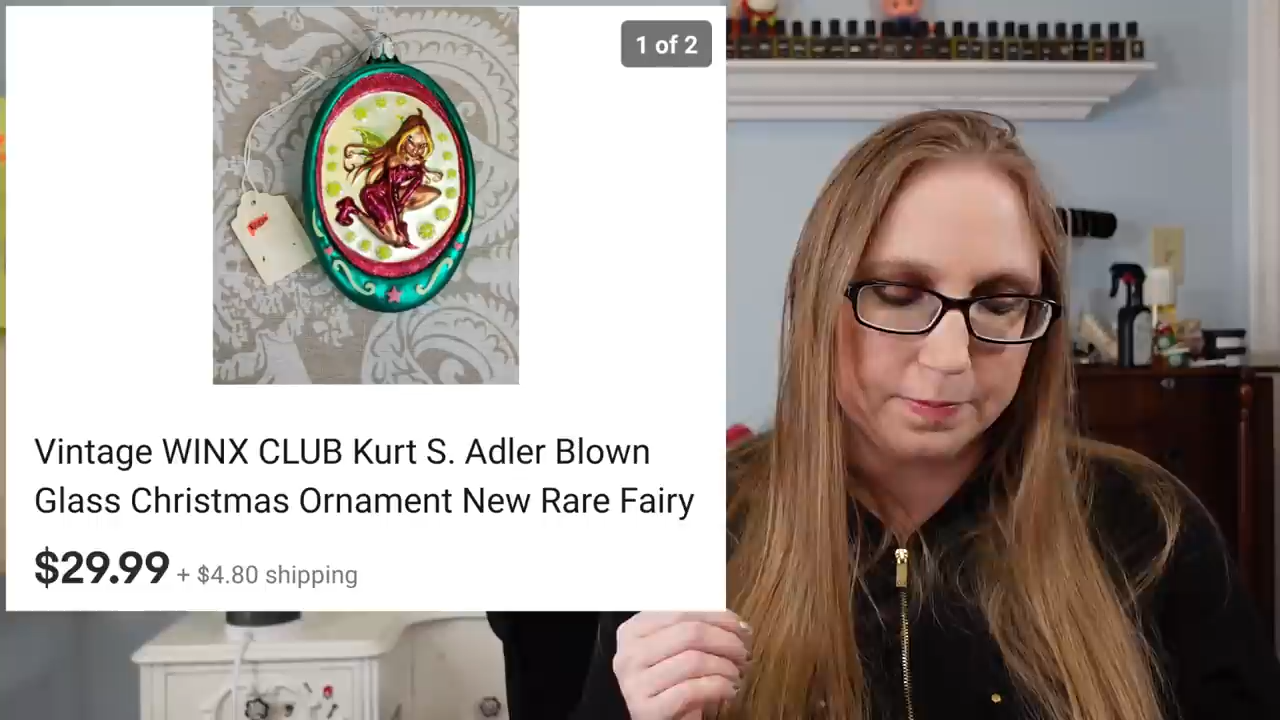 1 of 2
Vintage WINX CLUB Kurt S. Adler Blown
Glass Christmas Ornament New Rare Fairy
$29.99 + $4.80 shipping